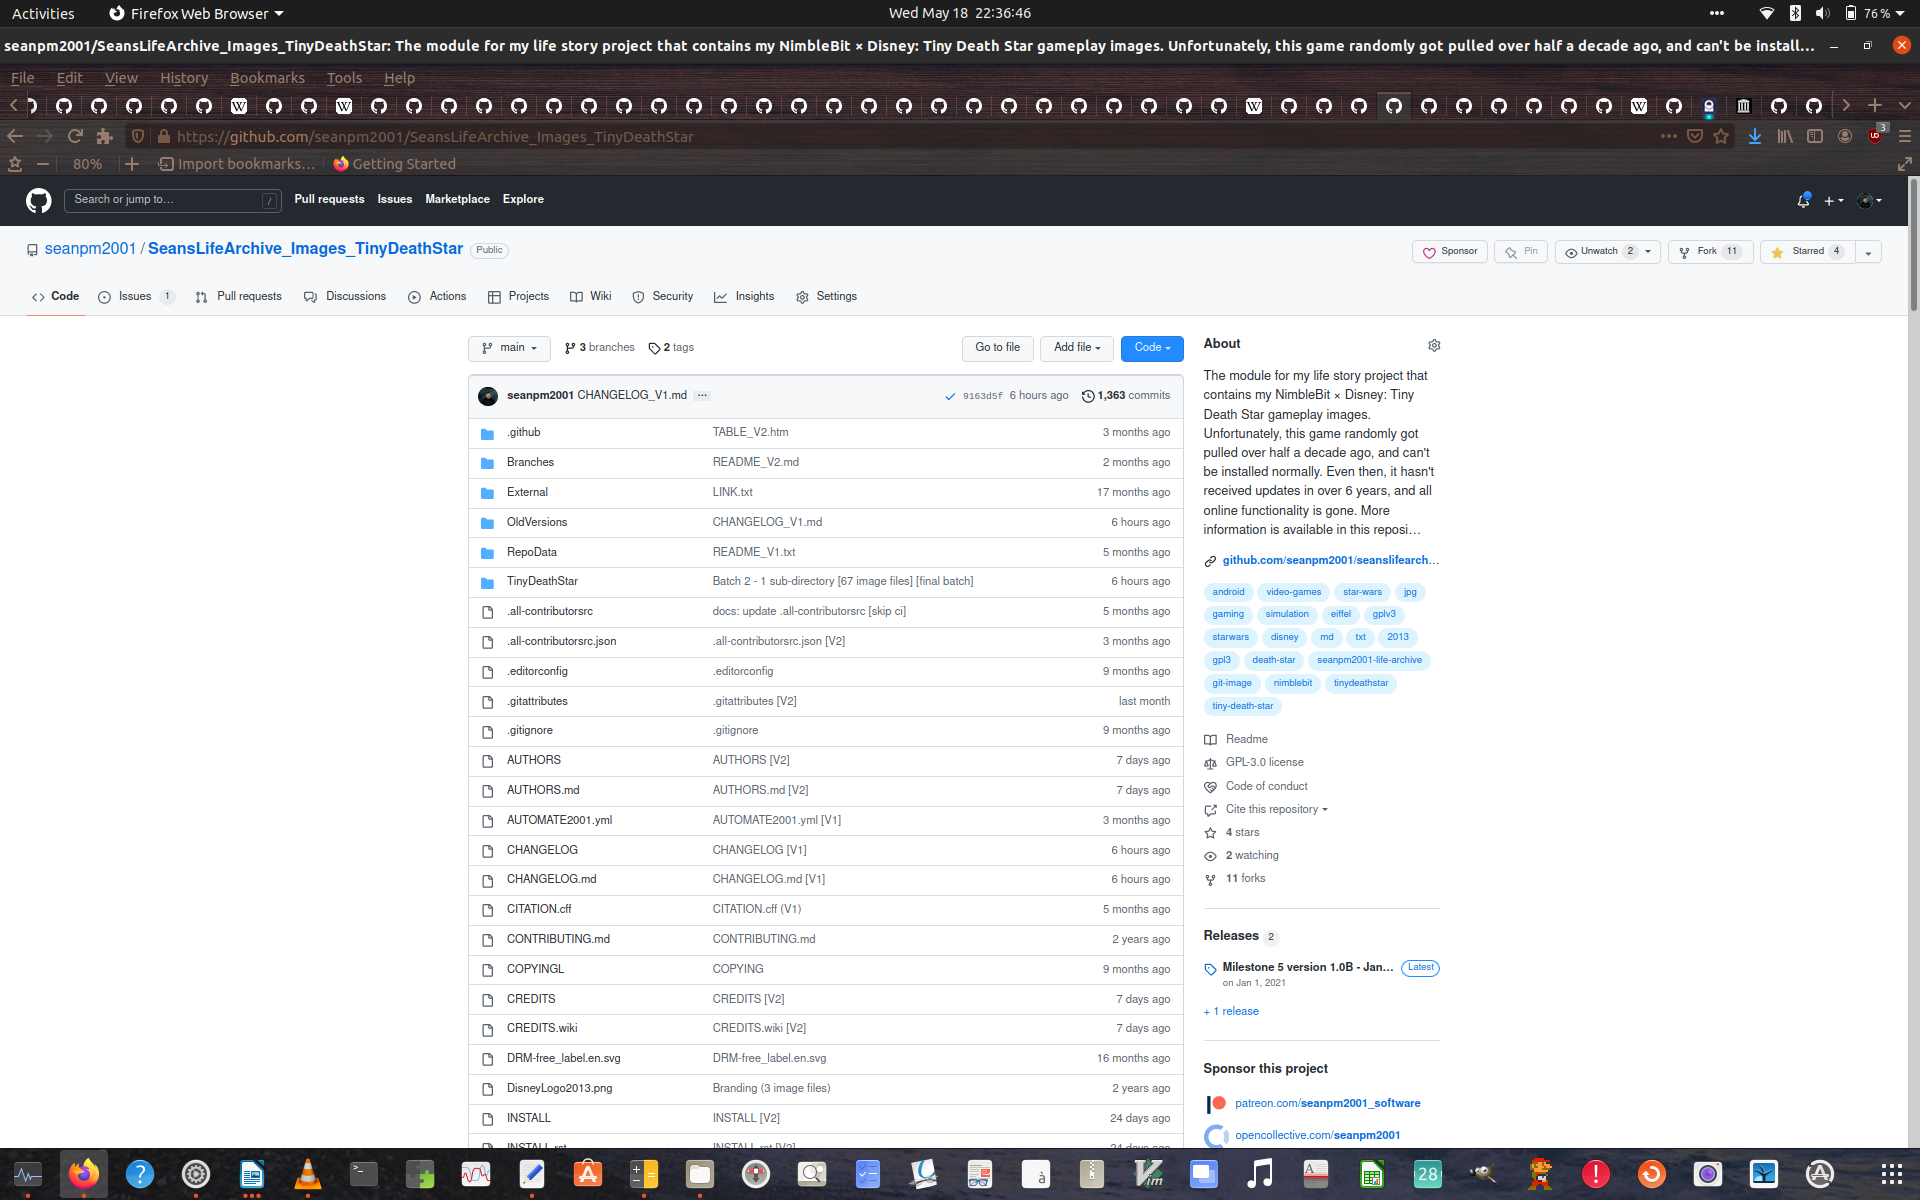 Activities Firefox Web Browser Wed May 18 22:36:46 76 %
seanpm2001/SeansLifeArchive_Images_TinyDeathStar: The module for my life story project that contains my NimbleBit × Disney: Tiny Death Star gameplay images. Unfortunately, this game randomly got pulled over half a decade ago, and can't be install…
File Edit View History Bookmarks Tools Help
https://github.com/seanpm2001/SeansLifeArchive_Images_TinyDeathStar 3
80% Import bookmarks… Getting Started
Search or jump to… / Pull requests Issues Marketplace Explore
seanpm2001 / SeansLifeArchive_Images_TinyDeathStar Public Sponsor Pin Unwatch 2 Fork 11 Starred 4
Code Issues 1 Pull requests Discussions Actions Projects Wiki Security Insights Settings
main 3 branches 2 tags Go to file Add file Code
seanpm2001 CHANGELOG_V1.md ... 9163d5f 6 hours ago 1,363 commits
.github TABLE_V2.htm 3 months ago
Branches README_V2.md 2 months ago
External LINK.txt 17 months ago
OldVersions CHANGELOG_V1.md 6 hours ago
RepoData README_V1.txt 5 months ago
TinyDeathStar Batch 2 - 1 sub-directory [67 image files] [final batch] 6 hours ago
.all-contributorsrc docs: update .all-contributorsrc [skip ci] 5 months ago
.all-contributorsrc.json .all-contributorsrc.json [V2] 3 months ago
.editorconfig .editorconfig 9 months ago
.gitattributes .gitattributes [V2] last month
.gitignore .gitignore 9 months ago
AUTHORS AUTHORS [V2] 7 days ago
AUTHORS.md AUTHORS.md [V2] 7 days ago
AUTOMATE2001.yml AUTOMATE2001.yml [V1] 3 months ago
CHANGELOG CHANGELOG [V1] 6 hours ago
CHANGELOG.md CHANGELOG.md [V1] 6 hours ago
CITATION.cff CITATION.cff (V1) 5 months ago
CONTRIBUTING.md CONTRIBUTING.md 2 years ago
COPYINGL COPYING 9 months ago
CREDITS CREDITS [V2] 7 days ago
CREDITS.wiki CREDITS.wiki [V2] 7 days ago
DRM-free_label.en.svg DRM-free_label.en.svg 16 months ago
DisneyLogo2013.png Branding (3 image files) 2 years ago
INSTALL INSTALL [V2] 24 days ago
INSTALL.rst INSTALL.rst [V2] 24 days ago
About
The module for my life story project that
contains my NimbleBit × Disney: Tiny
Death Star gameplay images.
Unfortunately, this game randomly got
pulled over half a decade ago, and can't
be installed normally. Even then, it hasn't
received updates in over 6 years, and all
online functionality is gone. More
information is available in this reposi…
github.com/seanpm2001/seanslifearch…
android video-games star-wars jpg
gaming simulation eiffel gplv3
starwars disney md txt 2013
gpl3 death-star seanpm2001-life-archive
git-image nimblebit tinydeathstar
tiny-death-star
Readme
GPL-3.0 license
Code of conduct
Cite this repository
4 stars
2 watching
11 forks
Releases 2
Milestone 5 version 1.0B - Jan… Latest
on Jan 1, 2021
+ 1 release
Sponsor this project
patreon.com/seanpm2001_software
opencollective.com/seanpm2001
28